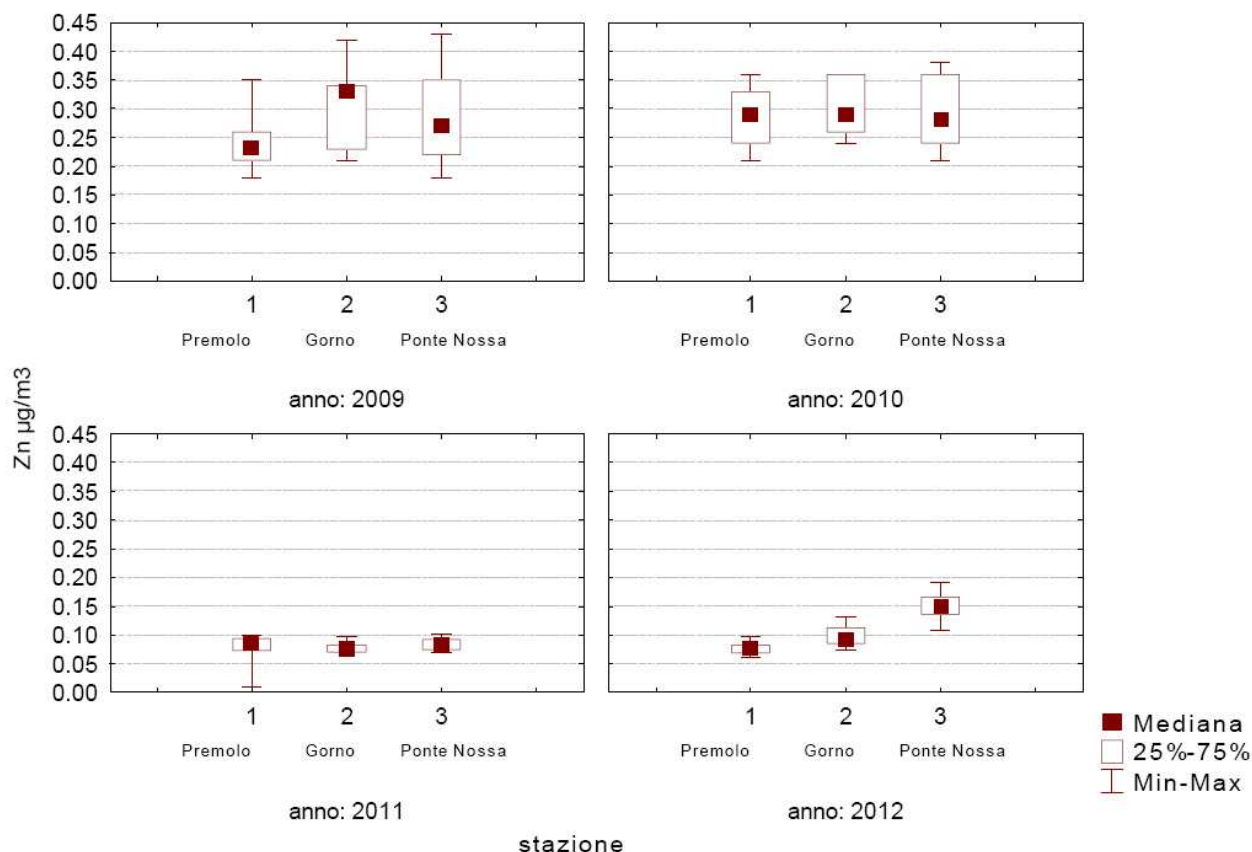 0.45
0.40
0.35
0.30
0.25
0.20
0.15
0.10
0.05
0.00
1 2 3
Premolo Gorno Ponte Nossa
anno: 2009
1 2 3
Premolo Gorno Ponte Nossa
anno: 2010
Zn µg/m3
0.45
0.40
0.35
0.30
0.25
0.20
0.15
0.10
0.05
0.00
1 2 3
Premolo Gorno Ponte Nossa
anno: 2011
1 2 3
Premolo Gorno Ponte Nossa
anno: 2012
stazione
Mediana
25%-75%
Min-Max